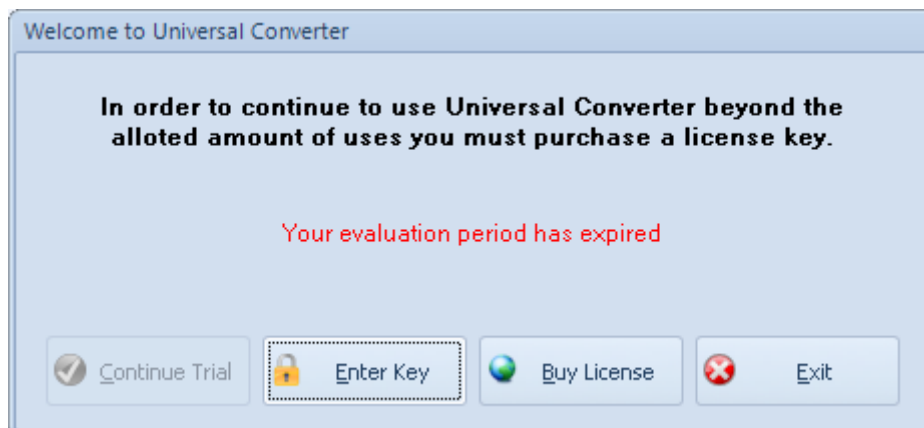 Welcome to Universal Converter
In order to continue to use Universal Converter beyond the
alloted amount of uses you must purchase a license key.
Your evaluation period has expired
Continue Trial
Enter Key
Buy License
Exit